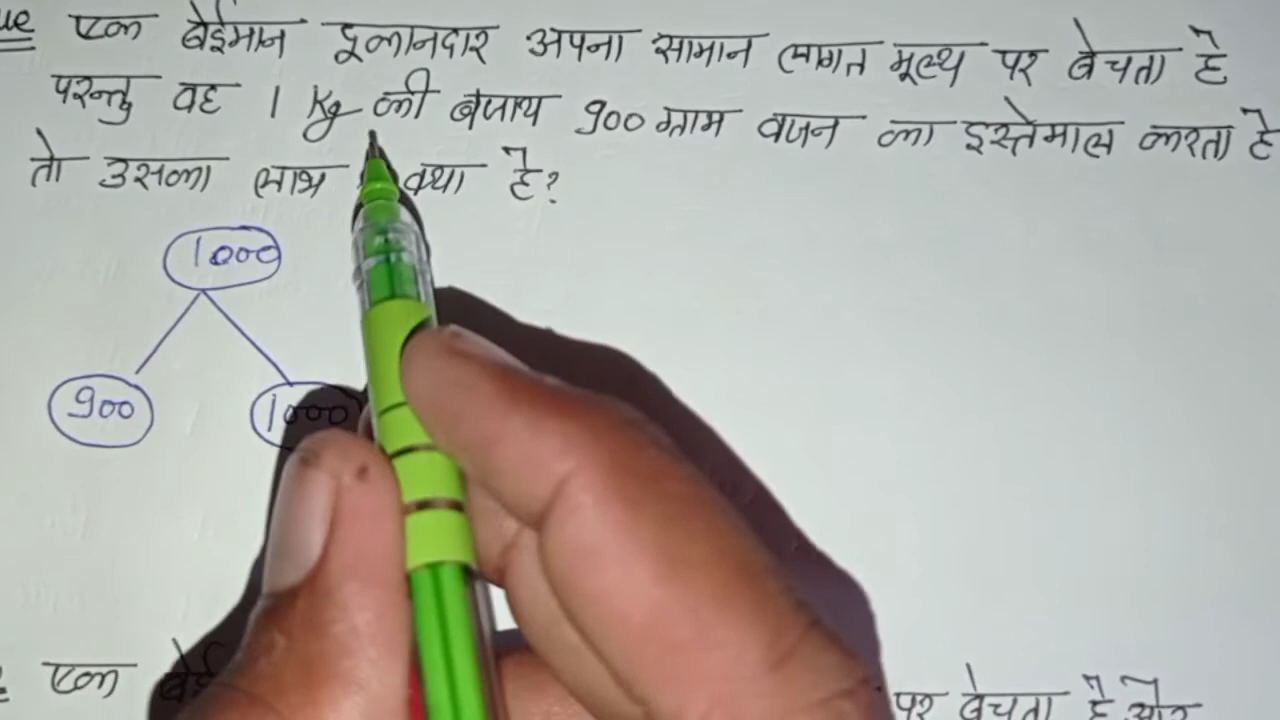 ue एक बेईमान दूकानदार अपना सामान लागत मूल्य पर बेचता है
परन्तु वह 1 Kg की बजाय 900 ग्राम वजन का इस्तेमाल करता है
तो उसका लाभ क्या है?
1000
900 1000
एक पर बेचता है और